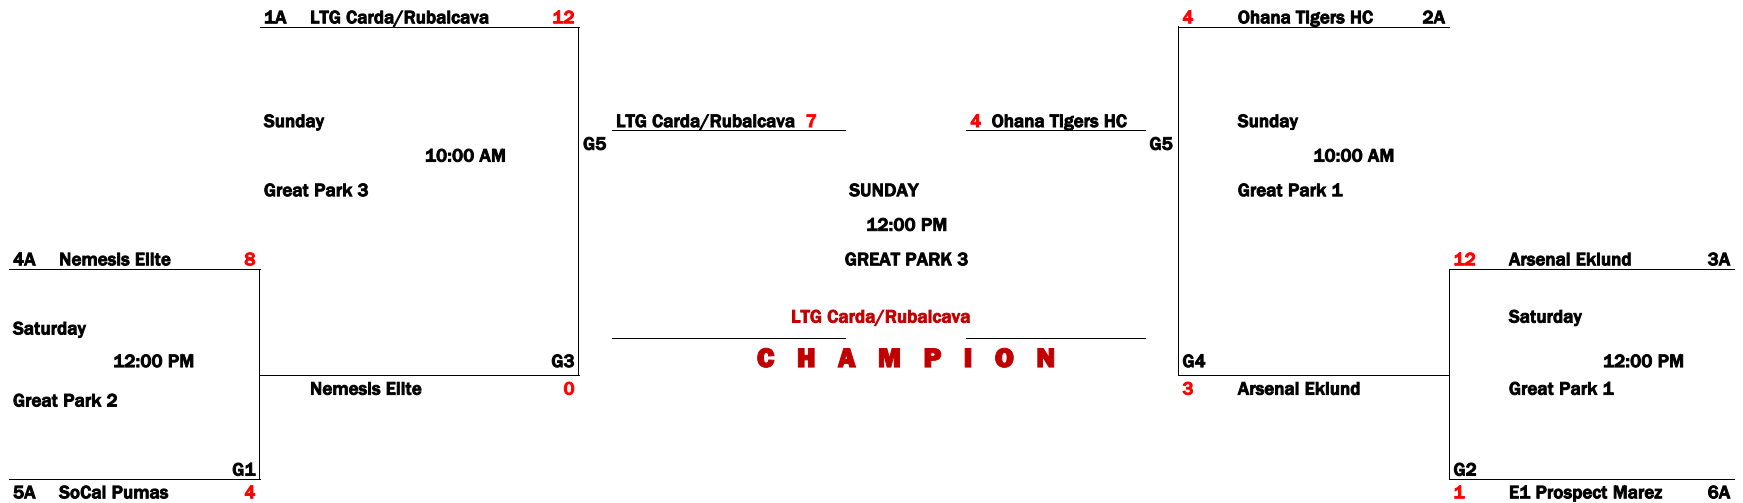 1A LTG Carda/Rubalcava 12
4 Ohana Tigers HC 2A
Sunday
LTG Carda/Rubalcava 7
4 Ohana Tigers HC
Sunday
G5
G5
10:00 AM
10:00 AM
Great Park 3
SUNDAY
Great Park 1
12:00 PM
4A Nemesis Elite 8
GREAT PARK 3
12 Arsenal Eklund 3A
LTG Carda/Rubalcava
Saturday
Saturday
CHAMPION
12:00 PM
G3
G4
12:00 PM
Nemesis Elite 0
3 Arsenal Eklund
Great Park 2
Great Park 1
G1
G2
5A SoCal Pumas 4
1 E1 Prospect Marez 6A